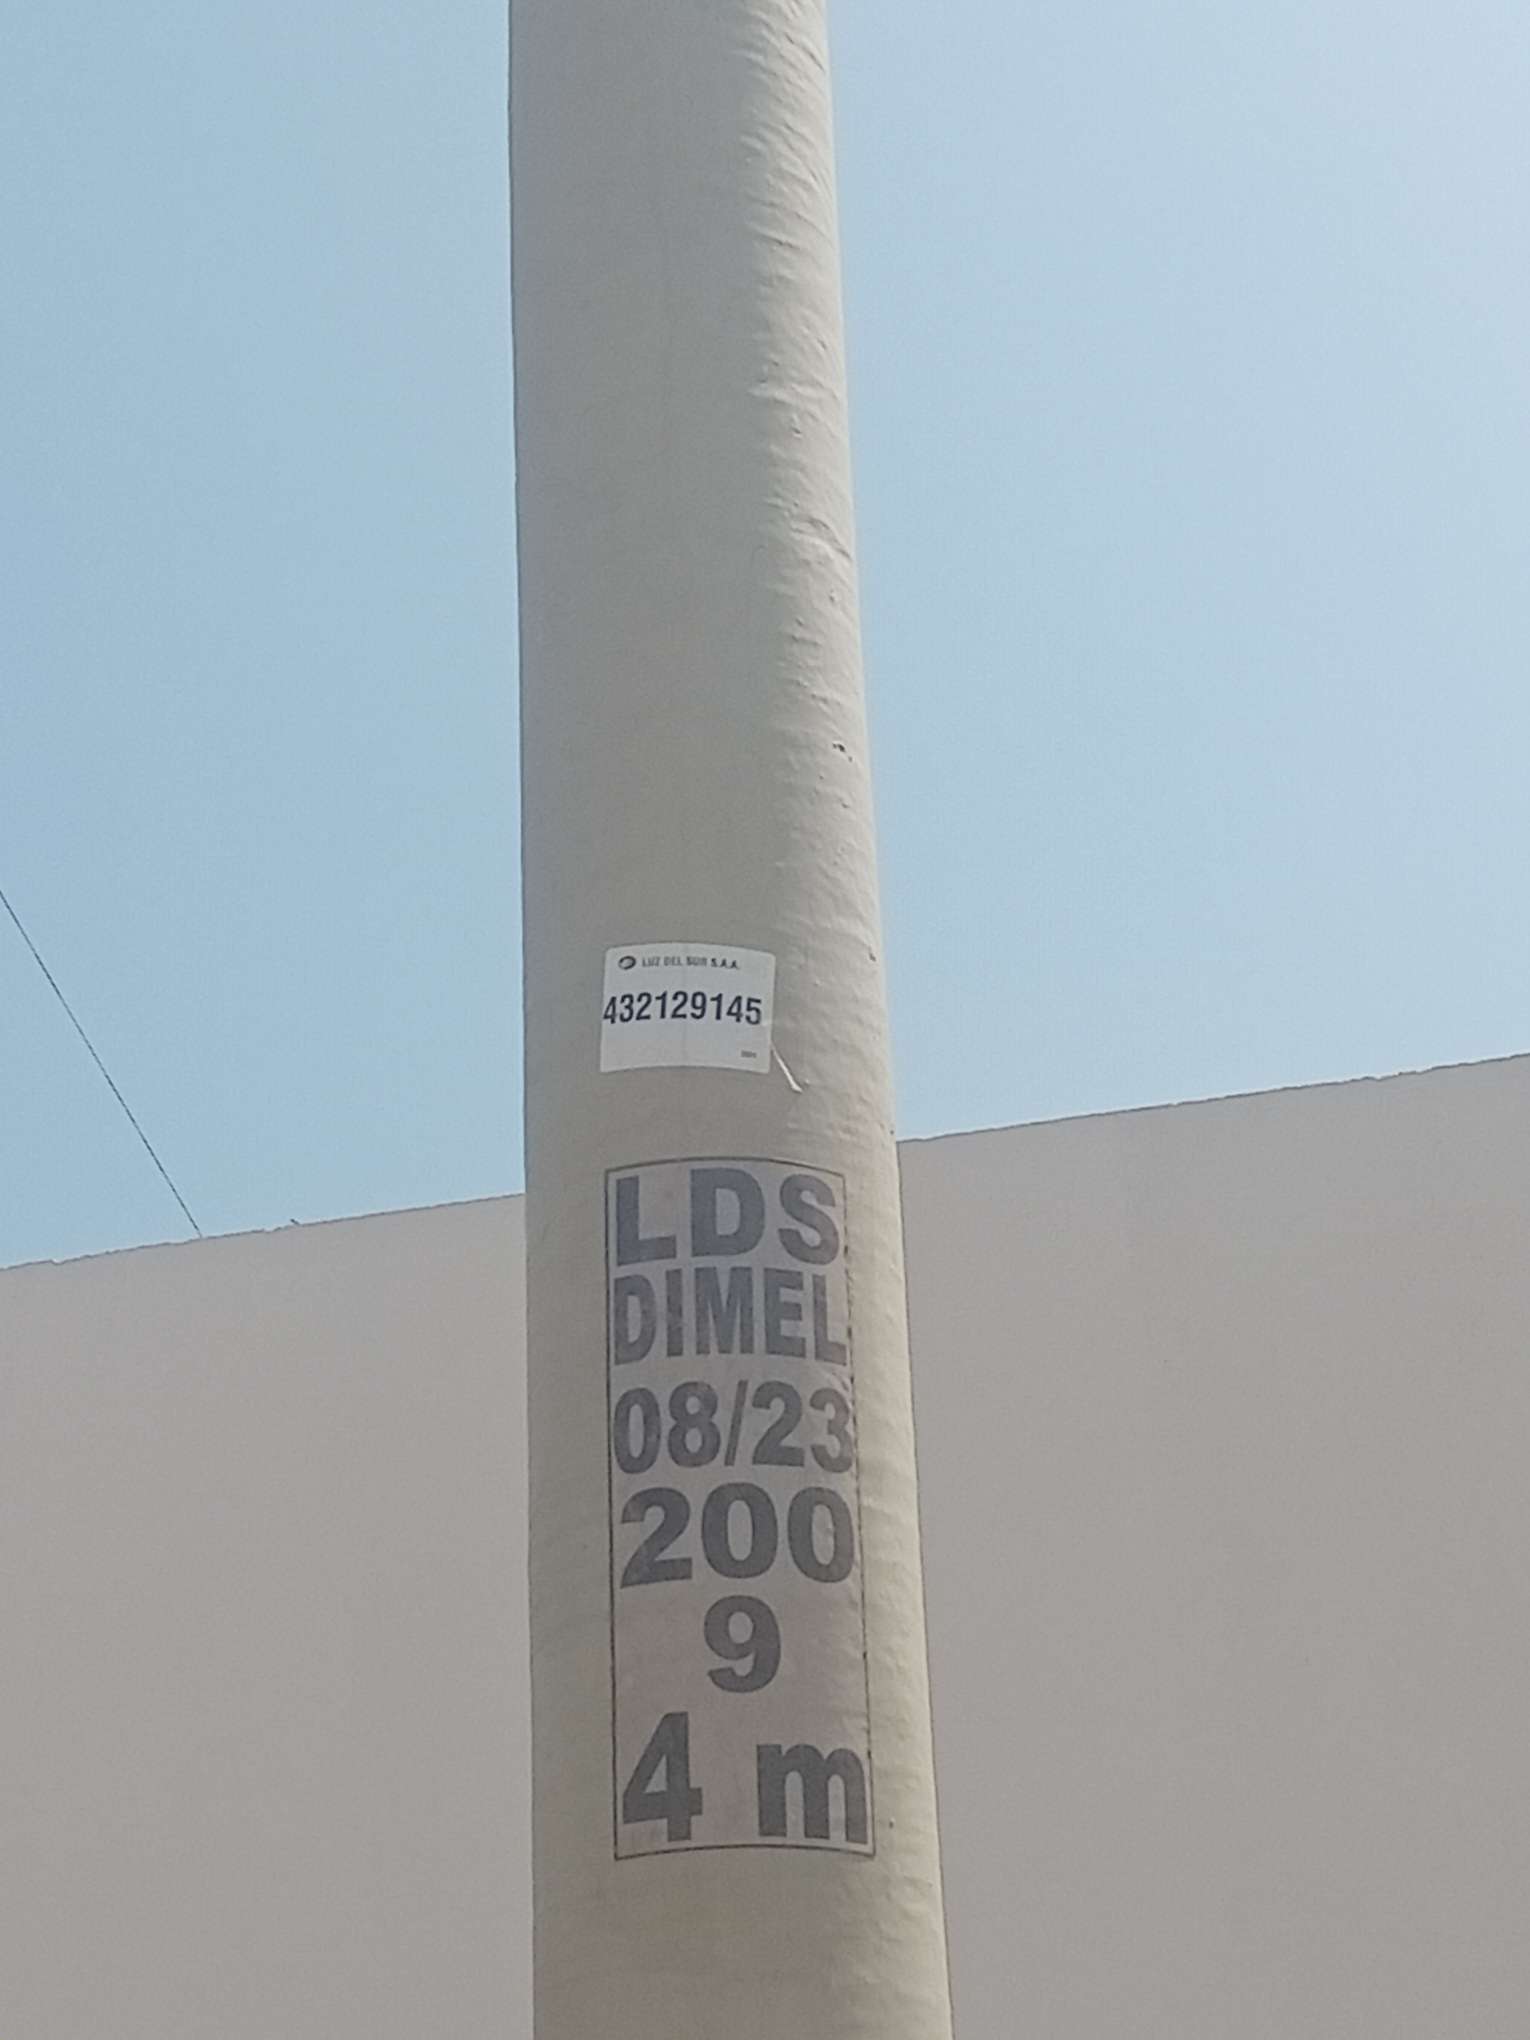 LUZ DEL SUR S.A.A.
432129145
LDS
DIMEL
08/23
200
9
4 m